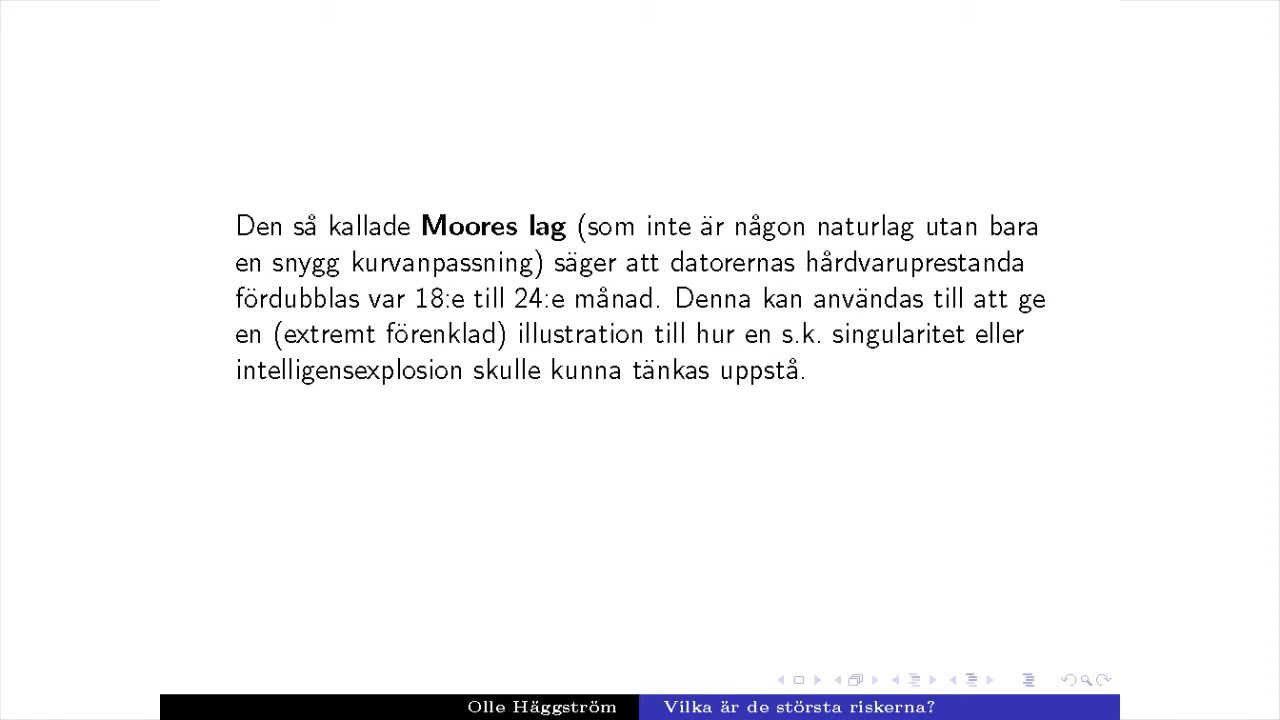 Den så kallade Moores lag (som inte är någon naturlag utan bara
en snygg kurvanpassning) säger att datorernas hårdvaruprestanda
fördubblas var 18:e till 24:e månad. Denna kan användas till att ge
en (extremt förenklad) illustration till hur en s.k. singularitet eller
intelligensexplosion skulle kunna tänkas uppstå.
Olle Häggström Vilka är de största riskerna?